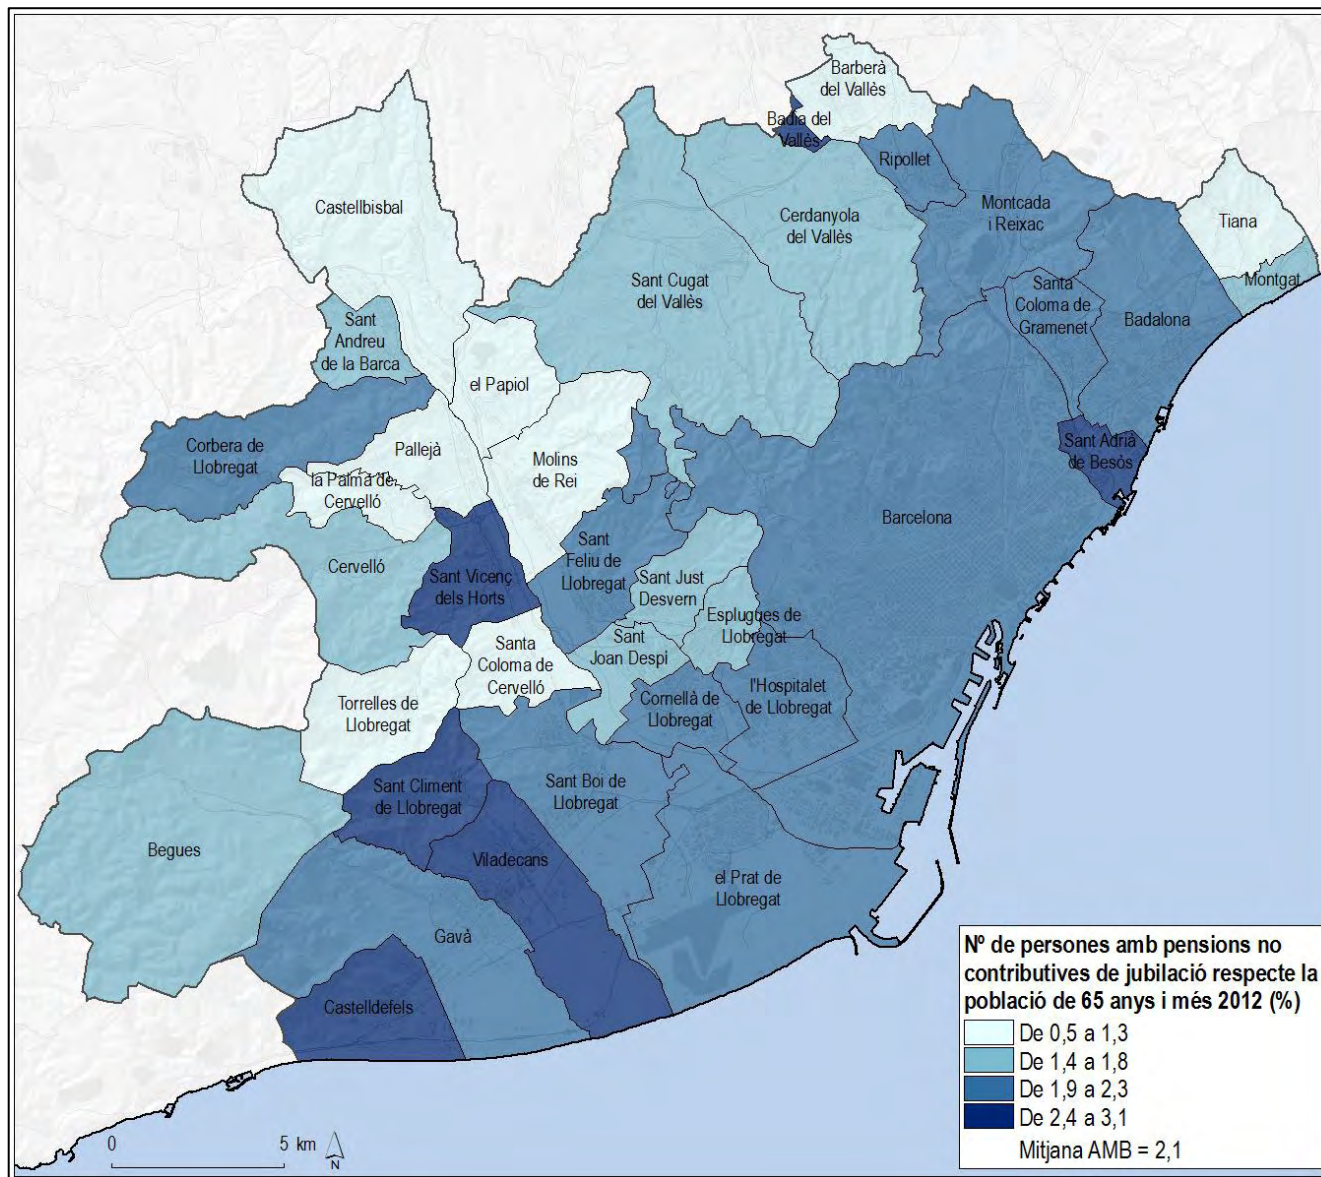 Barberà
del Vallès
Badia del
Vallès
Ripollet
Castellbisbal
Montcada
i Reixac
Tiana
Cerdanyola
del Vallès
Sant Cugat
del Vallès
Montgat
Santa
Coloma de
Gramenet
Badalona
Sant
Andreu
de la Barca
el Papiol
Corbera de
Llobregat
Pallejà
Molins
de Rei
Sant Adrià
de Besòs
la Palma de
Cervelló
Barcelona
Cervelló
Sant
Feliu de
Llobregat
Sant Vicenç
dels Horts
Sant Just
Desvern
Esplugues de
Llobregat
Santa
Coloma de
Cervelló
Sant
Joan Despí
Torrelles de
Llobregat
Cornellà de
Llobregat
l'Hospitalet
de Llobregat
Sant Climent
de Llobregat
Sant Boi de
Llobregat
Begues
Viladecans
el Prat de
Llobregat
Gavà
Castelldefels
Nº de persones amb pensions no
contributives de jubilació respecte la
població de 65 anys i més 2012 (%)
De 0,5 a 1,3
De 1,4 a 1,8
De 1,9 a 2,3
De 2,4 a 3,1
Mitjana AMB = 2,1
0 5 km
N